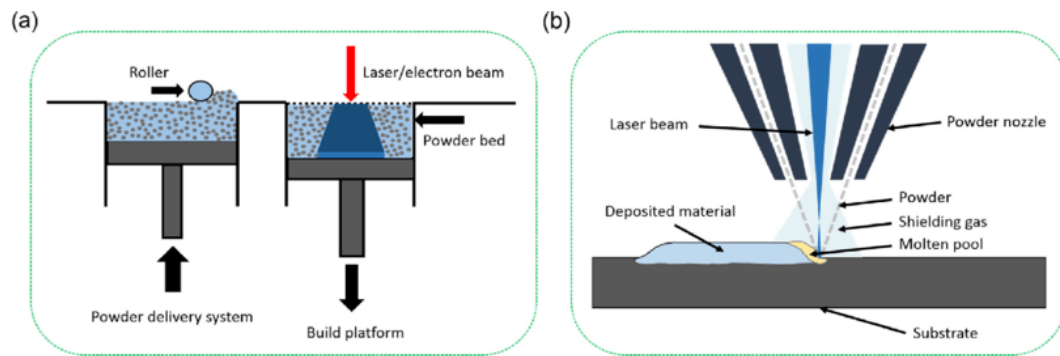 (a)
Roller
Laser/electron beam
Powder bed
Powder delivery system
Build platform
(b)
Laser beam
Powder nozzle
Powder
Deposited material
Shielding gas
Molten pool
Substrate